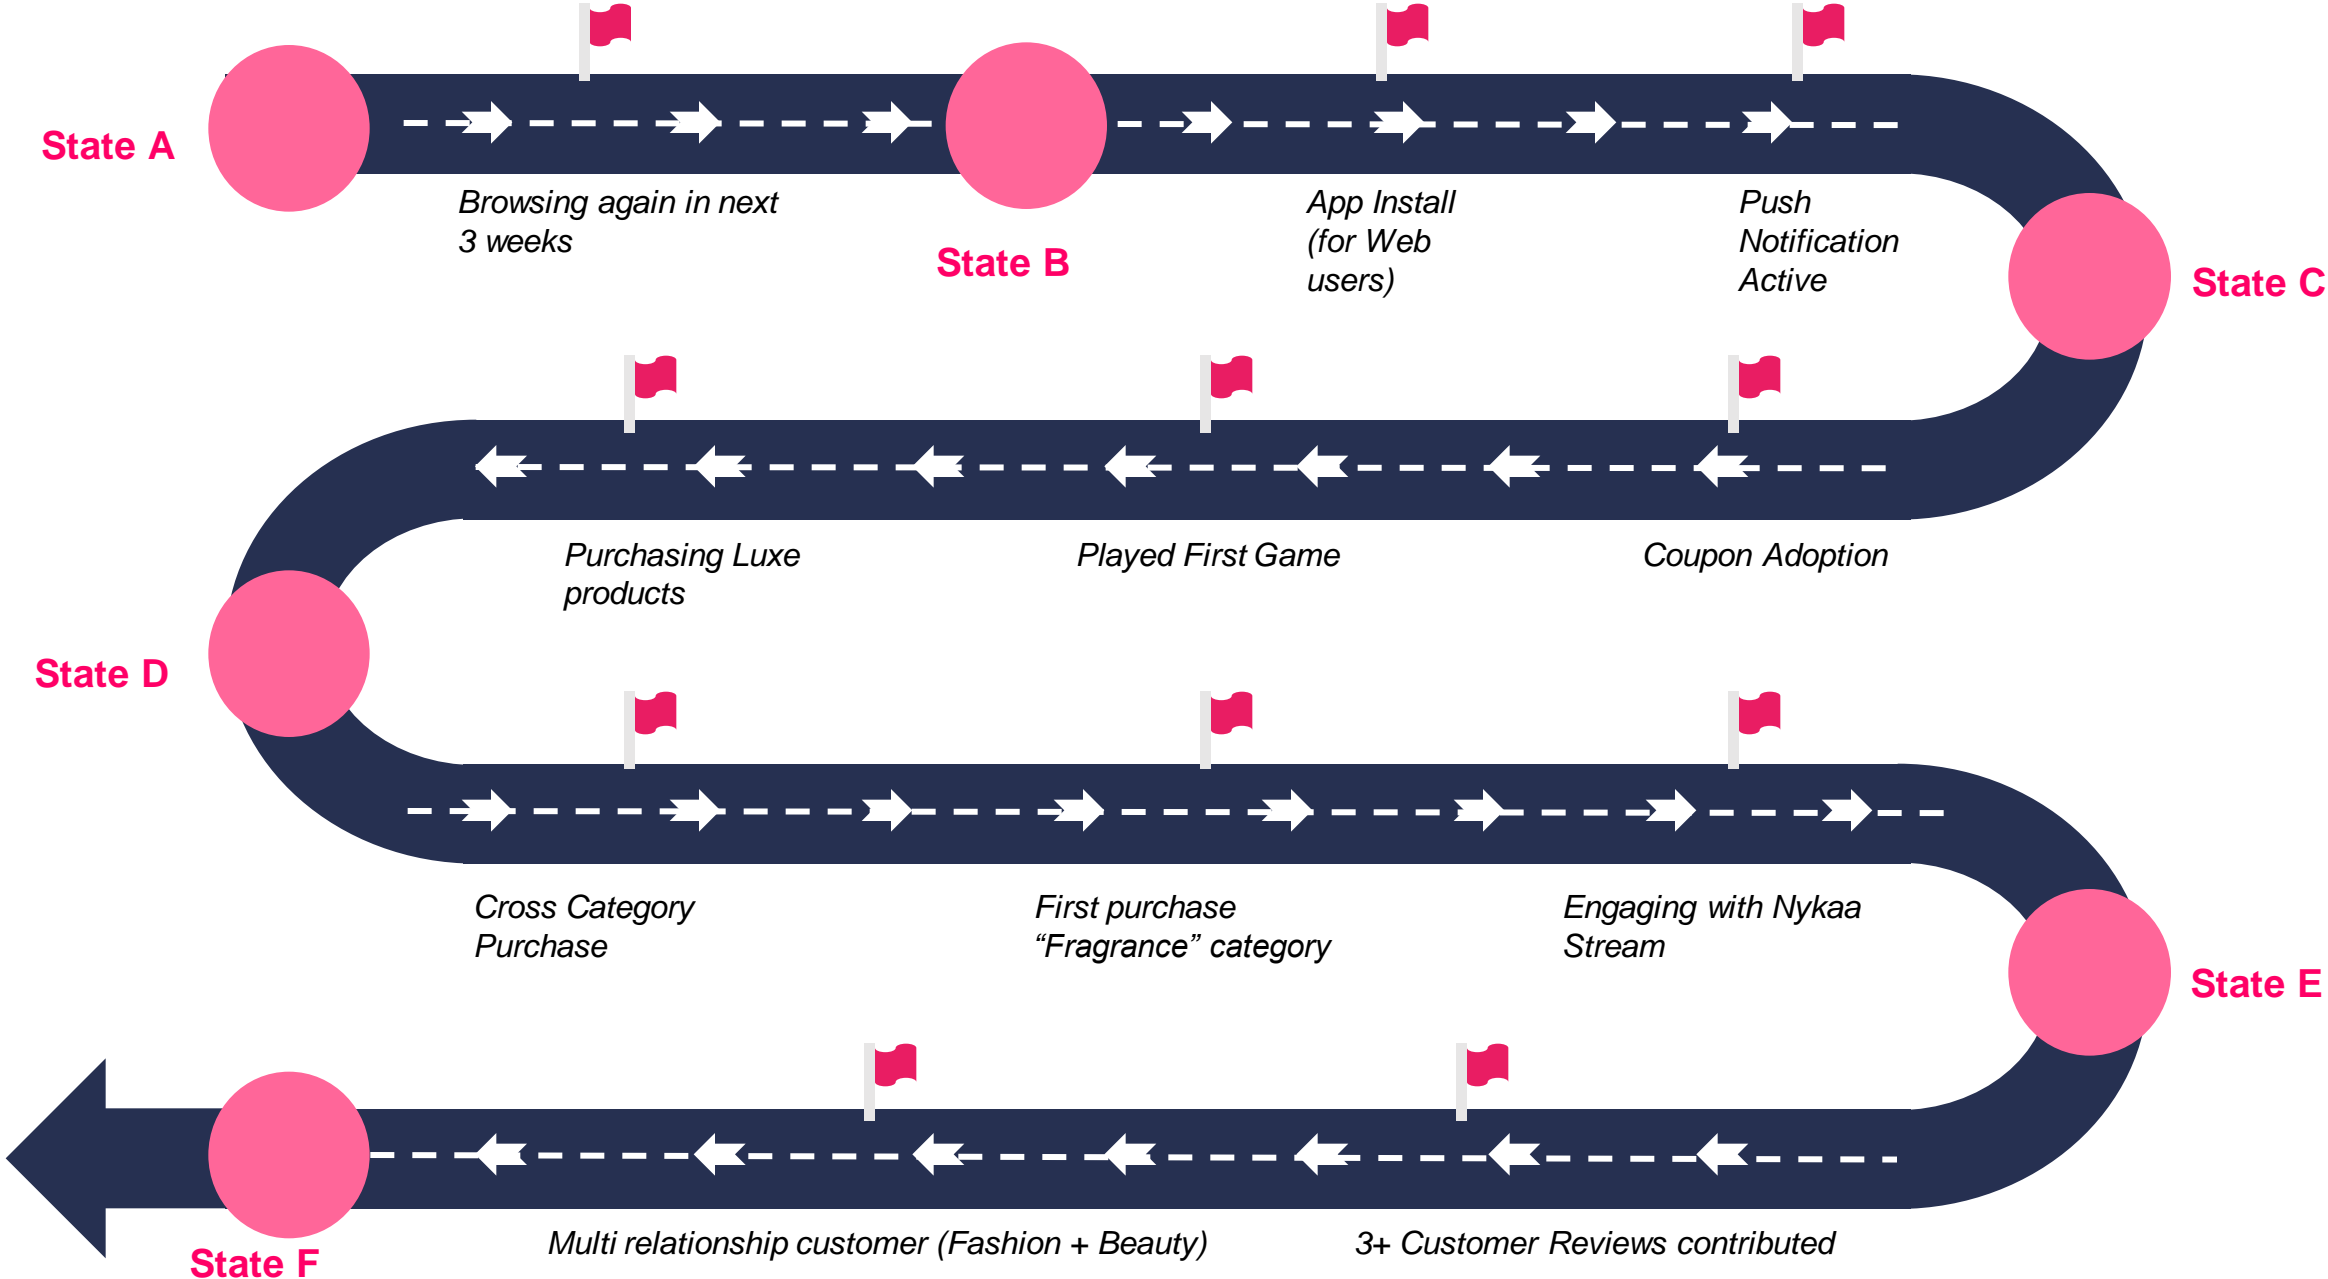 State A
Browsing again in next
3 weeks
State B
App Install
(for Web
users)
Push
Notification
Active
State C
Coupon Adoption
Played First Game
Purchasing Luxe
products
State D
Cross Category
Purchase
First purchase
“Fragrance” category
Engaging with Nykaa
Stream
State E
3+ Customer Reviews contributed
Multi relationship customer (Fashion + Beauty)
State F